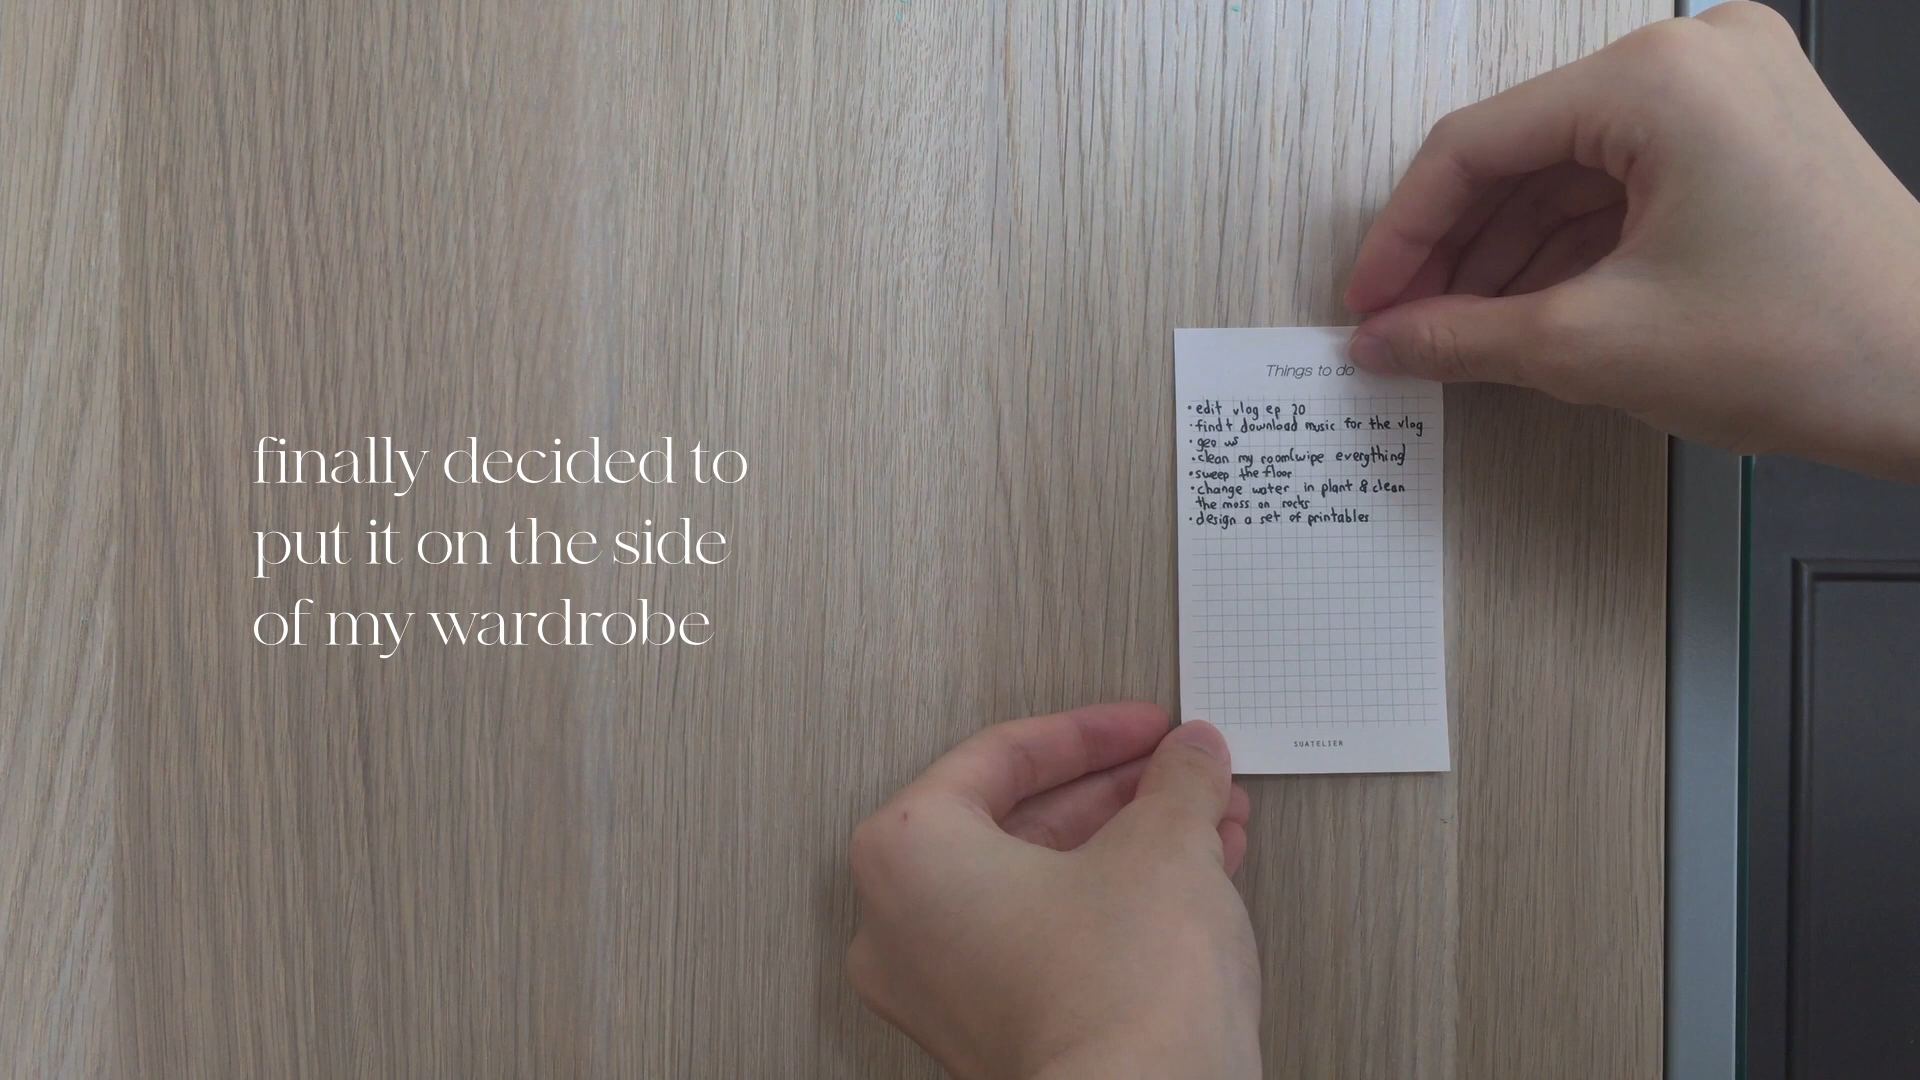 finally decided to
put it on the side
of my wardrobe
Things to do
• edit vlog ep 20
• find + download music for the vlog
• geo ws
• clean my room(wipe everything)
• sweep the floor
• change water in plant & clean
the moss on rocks
• design a set of printables
SUATELIER